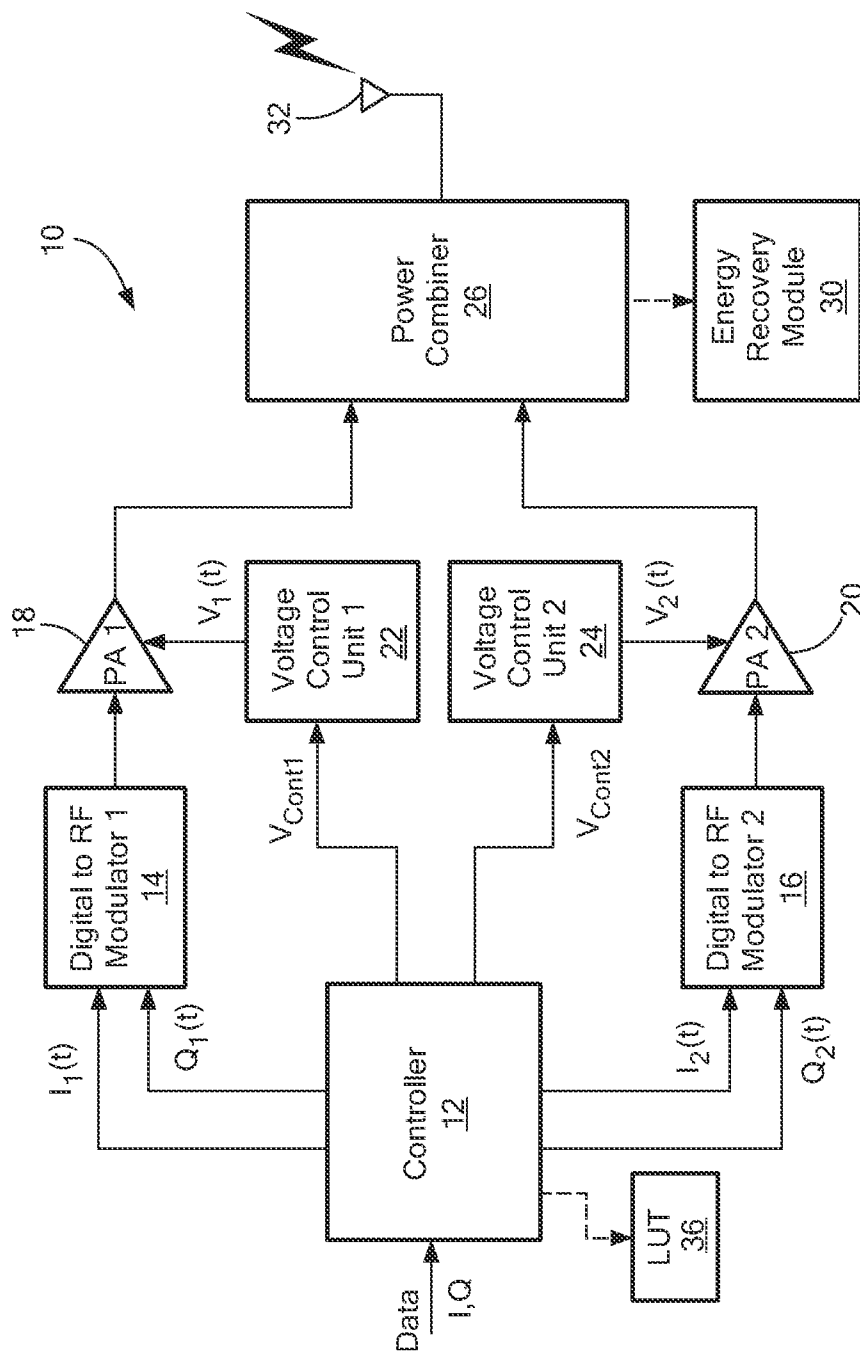 10
Data
I,Q
Controller
12
LUT
36
I1(t)
Q1(t)
Digital to RF
Modulator 1
14
18
PA 1
V1(t)
Voltage
Control
Unit 1
22
VCont1
VCont2
Voltage
Control
Unit 2
24
V2(t)
I2(t)
Q2(t)
Digital to RF
Modulator 2
16
PA 2
20
Power
Combiner
26
32
Energy
Recovery
Module
30